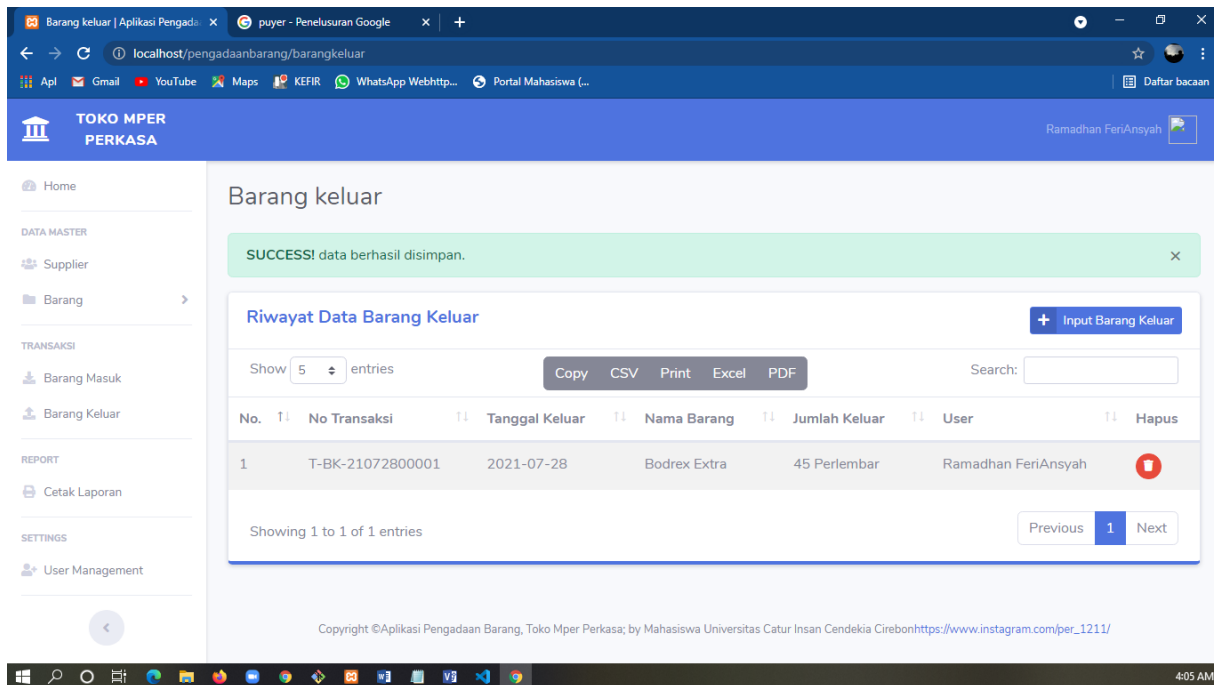 Barang keluar | Aplikasi Pengada
puyer - Penelusuran Google
localhost/pengadaanbarang/barangkeluar
Apl Gmail YouTube Maps KEFIR WhatsApp Webhttp... Portal Mahasiswa (... Daftar bacaan
TOKO MPER
PERKASA
Ramadhan FeriAnsyah
Home
DATA MASTER
Supplier
Barang
TRANSAKSI
Barang Masuk
Barang Keluar
REPORT
Cetak Laporan
SETTINGS
User Management
Barang keluar
SUCCESS! data berhasil disimpan.
Riwayat Data Barang Keluar
Input Barang Keluar
Show 5 entries
Copy CSV Print Excel PDF
Search:
No. No Transaksi Tanggal Keluar Nama Barang Jumlah Keluar User Hapus
1 T-BK-21072800001 2021-07-28 Bodrex Extra 45 Perlembar Ramadhan FeriAnsyah
Showing 1 to 1 of 1 entries
Previous 1 Next
Copyright ©Aplikasi Pengadaan Barang, Toko Mper Perkasa; by Mahasiswa Universitas Catur Insan Cendekia Cirebonhttps://www.instagram.com/per_1211/
4:05 AM